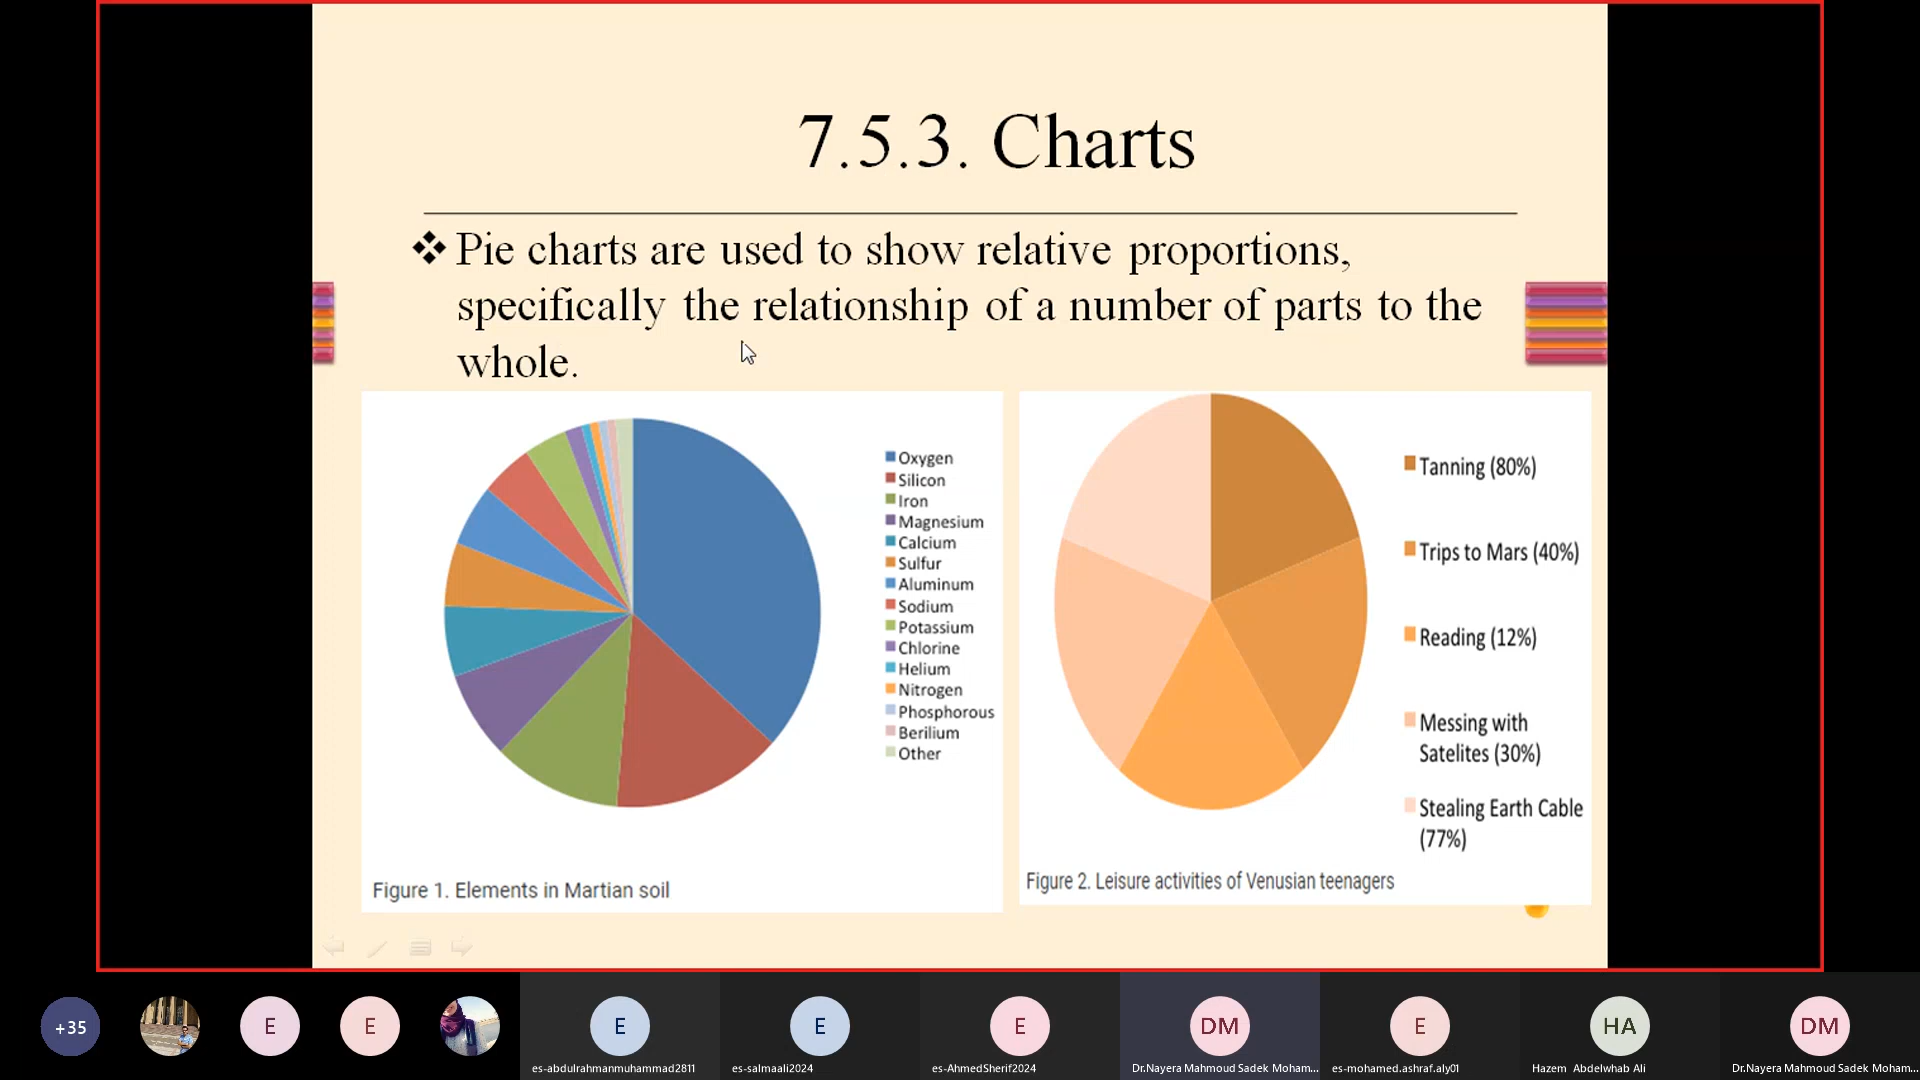 7.5.3. Charts
❖ Pie charts are used to show relative proportions,
specifically the relationship of a number of parts to the
whole.
Oxygen
Silicon
Iron
Magnesium
Calcium
Sulfur
Aluminum
Sodium
Potassium
Chlorine
Helium
Nitrogen
Phosphorous
Berilium
Other
Figure 1. Elements in Martian soil
Tanning (80%)
Trips to Mars (40%)
Reading (12%)
Messing with
Satelites (30%)
Stealing Earth Cable
(77%)
Figure 2. Leisure activities of Venusian teenagers
+35
E
E
E
es-abdulrahmanmuhammad2811
E
es-salmaali2024
E
es-AhmedSherif2024
DM
Dr.Nayera Mahmoud Sadek Moham...
E
es-mohamed.ashraf.aly01
HA
Hazem Abdelwhab Ali
DM
Dr.Nayera Mahmoud Sadek Moham...